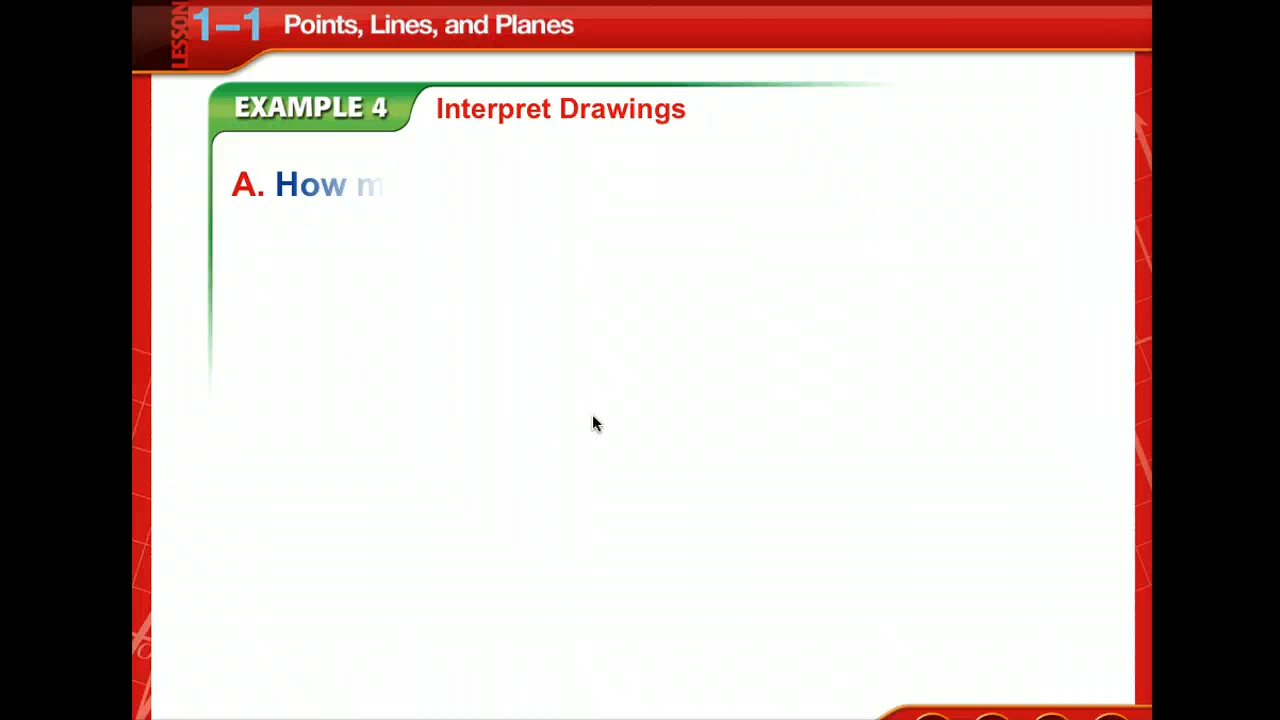 LESSON 1–1 Points, Lines, and Planes
EXAMPLE 4 Interpret Drawings
A. How m